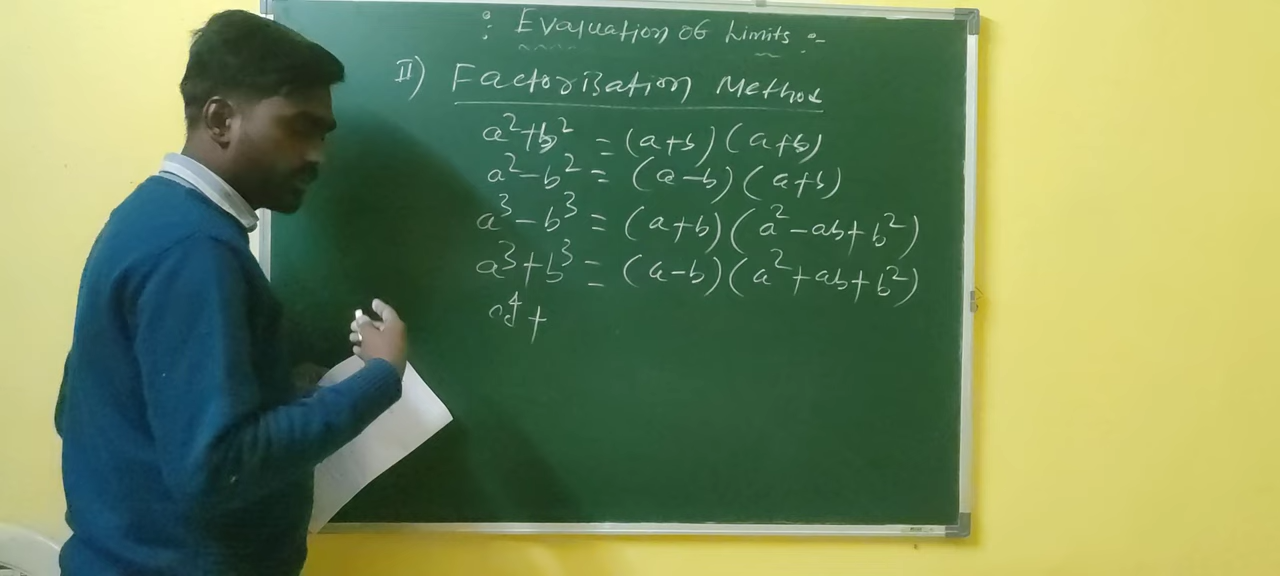 : Evaluation of Limits :-
II) Factorisation Method
a²+b² = (a+b)(a+b)
a²-b² = (a-b)(a+b)
a³-b³ = (a+b)(a²-ab+b²)
a³+b³ = (a-b)(a²+ab+b²)
a⁴+